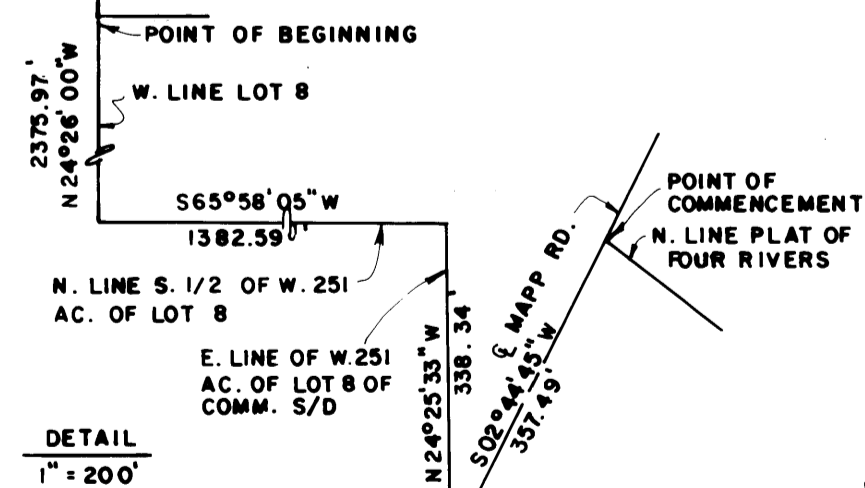 POINT OF BEGINNING
2375.97'
N24°26'00"W
W. LINE LOT 8
S65°58'05"W
1382.59'
POINT OF
COMMENCEMENT
N. LINE PLAT OF
FOUR RIVERS
N. LINE S. 1/2 OF W. 251
AC. OF LOT 8
E. LINE OF W.251
AC. OF LOT 8 OF
COMM. S/D
N24°25'33"W
338.34'
℄ MAPP RD.
S02°44'45"W
357.49'
DETAIL
1" = 200'